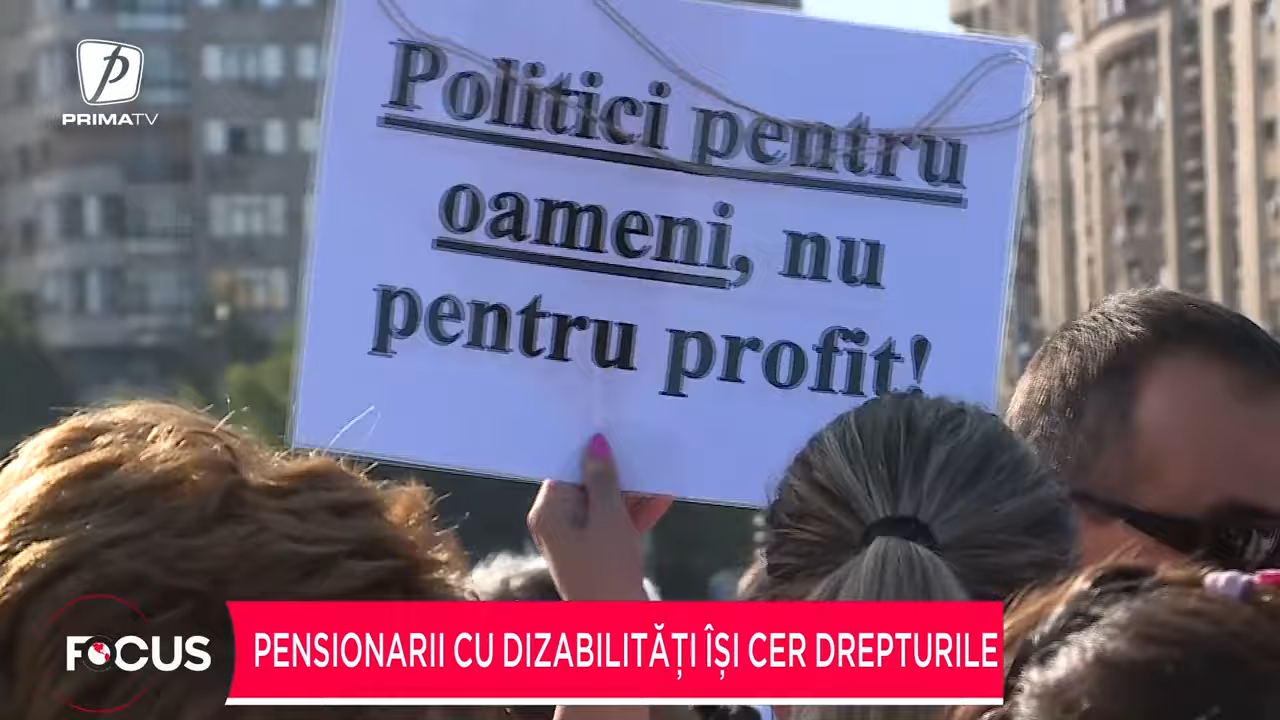 PRIMATV
Politici pentru
oameni, nu
pentru profit!
FOCUS
PENSIONARII CU DIZABILITĂȚI ÎȘI CER DREPTURILE